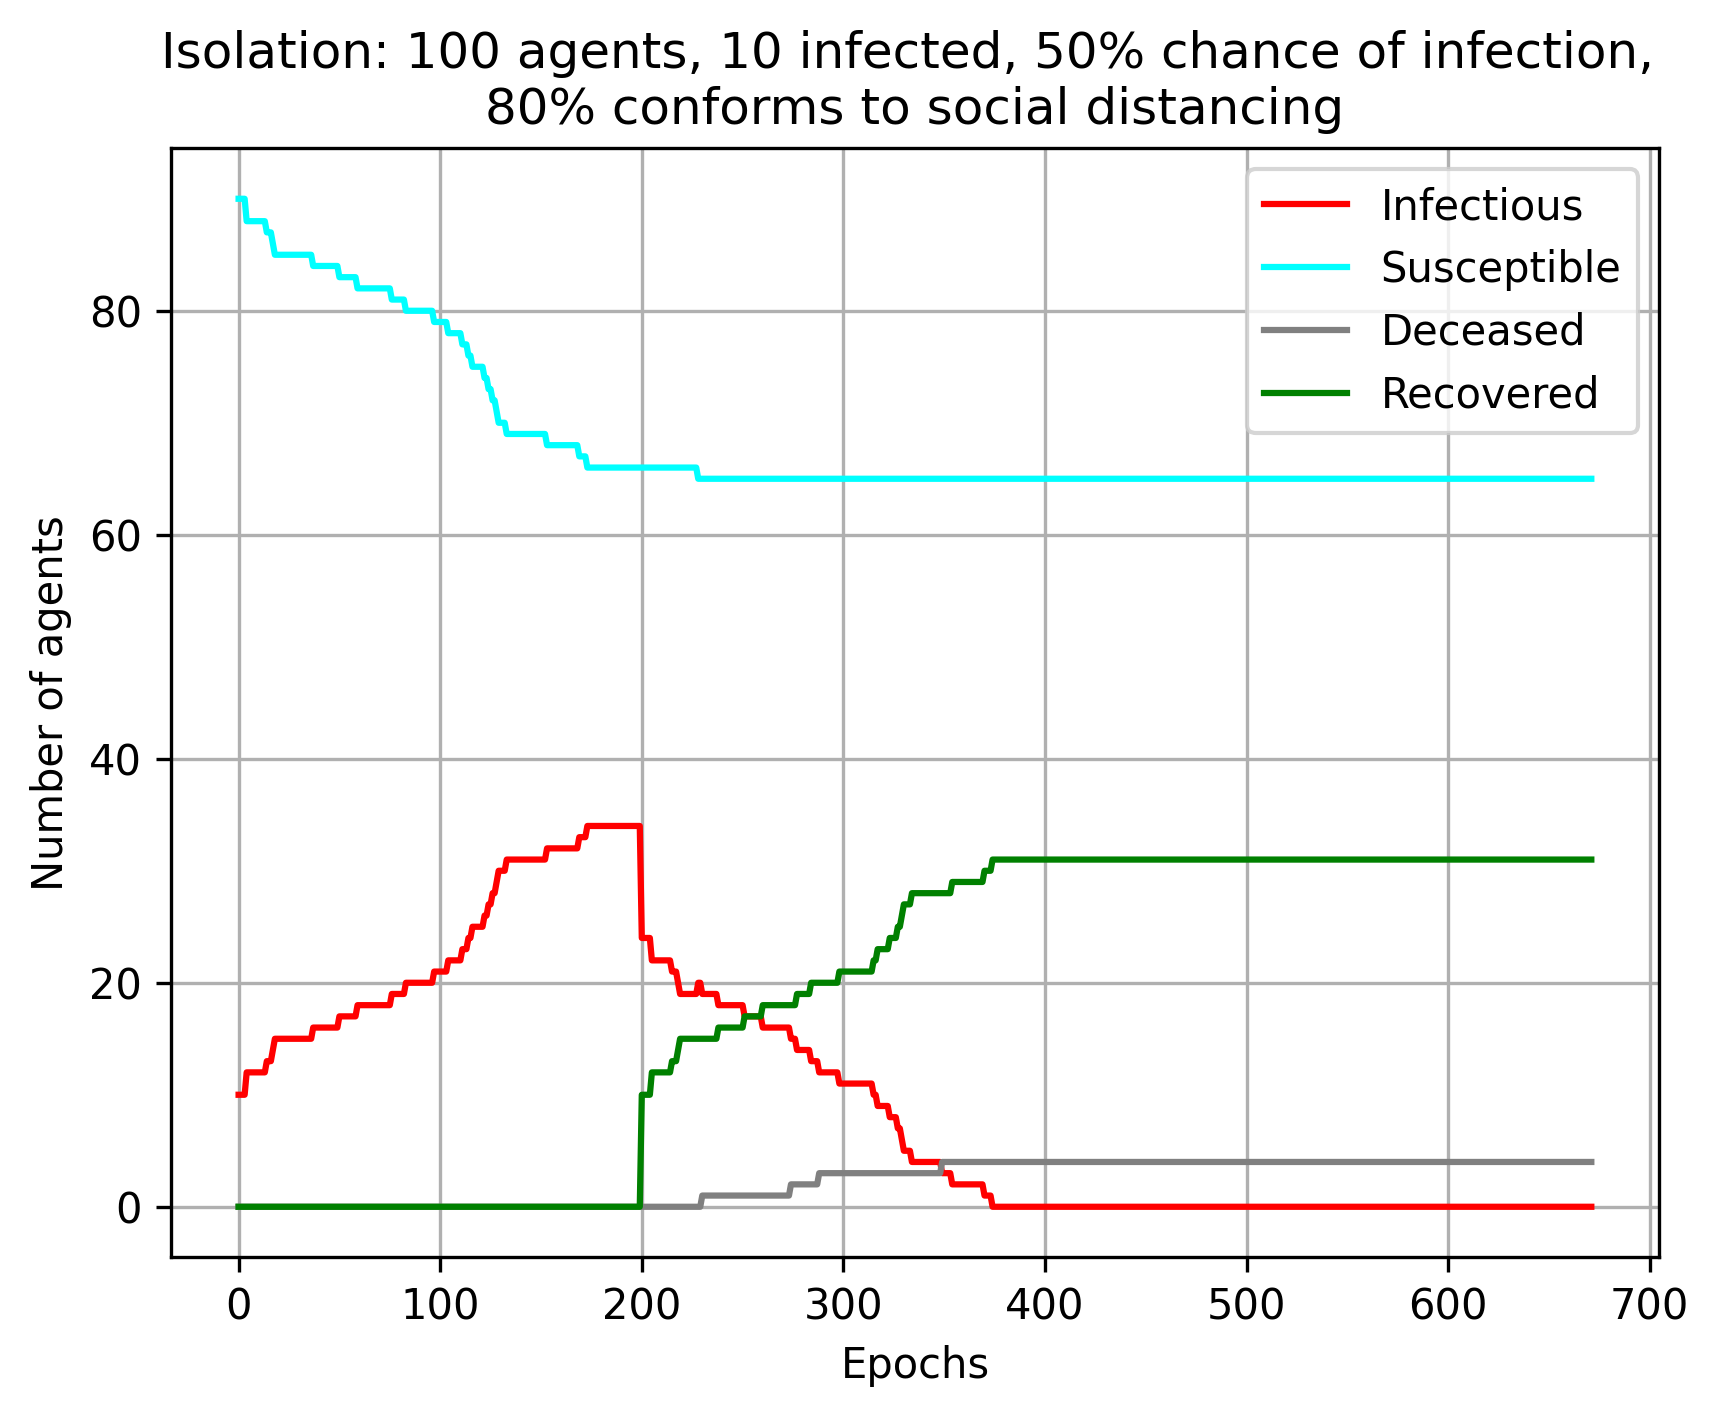 Isolation: 100 agents, 10 infected, 50% chance of infection,
80% conforms to social distancing
Infectious
Susceptible
Deceased
Recovered
Number of agents
80
60
40
20
0
0 100 200 300 400 500 600 700
Epochs